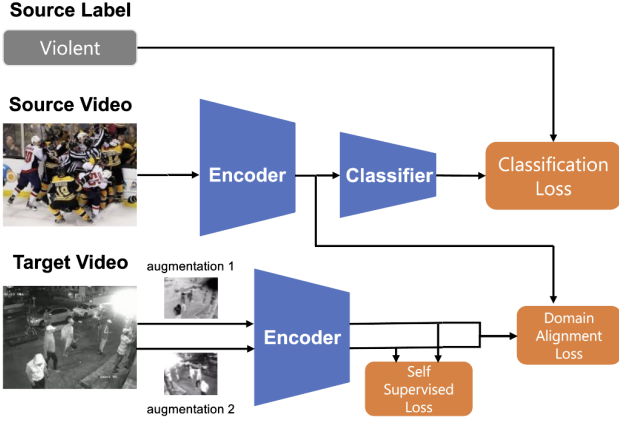 Source Label
Violent
Source Video
Encoder
Classifier
Classification
Loss
Target Video
augmentation 1
Encoder
Domain
Alignment
Loss
Self
Supervised
Loss
augmentation 2